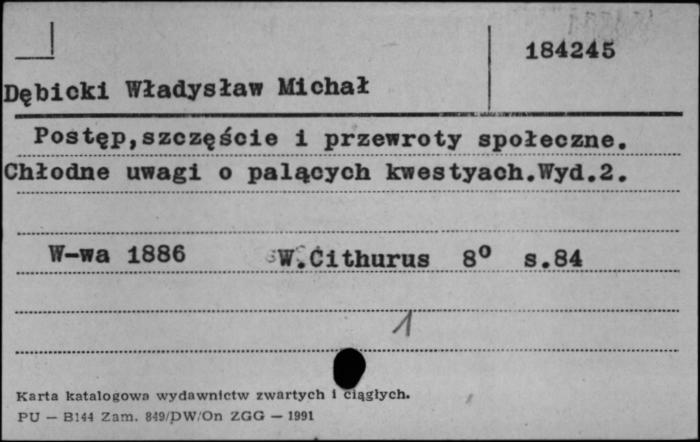 184245
Dębicki Władysław Michał
Postęp,szczęście i przewroty społeczne.
Chłodne uwagi o palących kwestyach.Wyd.2.
W-wa 1886 W.Cithurus 8° s.84
1
Karta katalogowa wydawnictw zwartych i ciągłych.
PU — B144 Zam. 849/DW/On ZGG — 1991